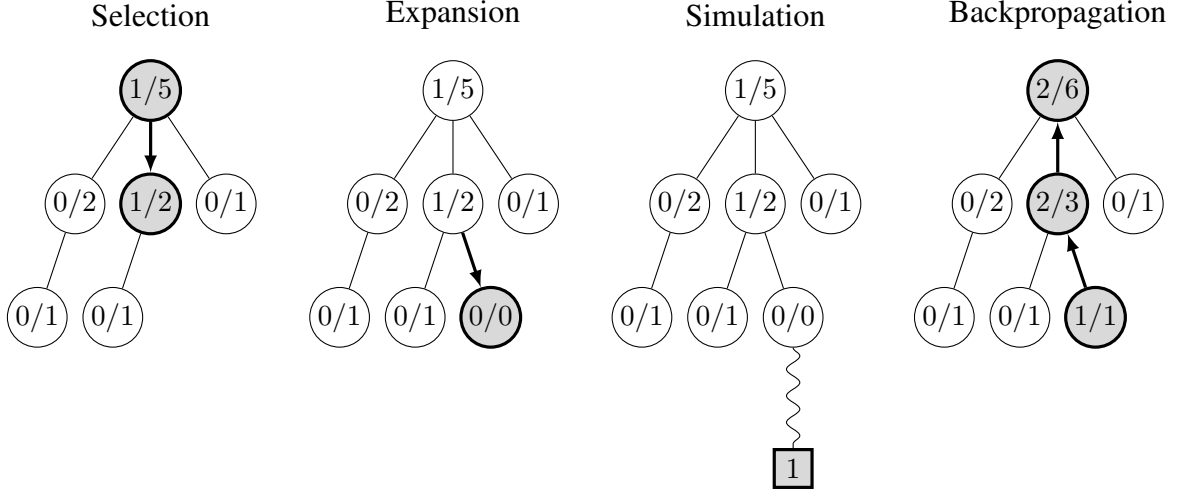 Selection Expansion Simulation Backpropagation
1/5 1/5 1/5 2/6
0/2 1/2 0/1 0/2 1/2 0/1 0/2 1/2 0/1 0/2 2/3 0/1
0/1 0/1 0/1 0/1 0/0 0/1 0/1 0/0 0/1 0/1 1/1
1